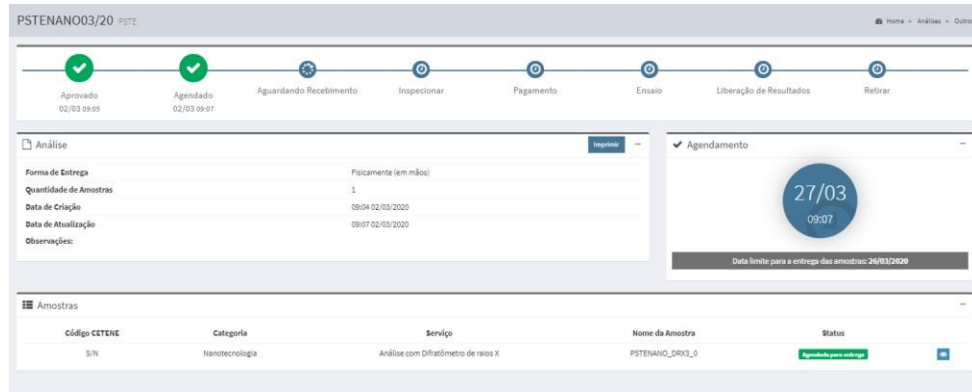 PSTENANO03/20 PSTE
Home > Análises > Outro
Aprovado
02/03 09:05
Agendado
02/03 09:07
Aguardando Recebimento
Inspecionar
Pagamento
Ensaio
Liberação de Resultados
Retirar
Análise
Imprimir
Forma de Entrega Fisicamente (em mãos)
Quantidade de Amostras 1
Data de Criação 09:04 02/03/2020
Data de Atualização 09:07 02/03/2020
Observações:
Agendamento
27/03
09:07
Data limite para a entrega das amostras: 26/03/2020
Amostras
Código CETENE Categoria Serviço Nome da Amostra Status
S/N Nanotecnologia Análise com Difratômetro de raios X PSTENANO_DRX3_0 Agendada para entrega